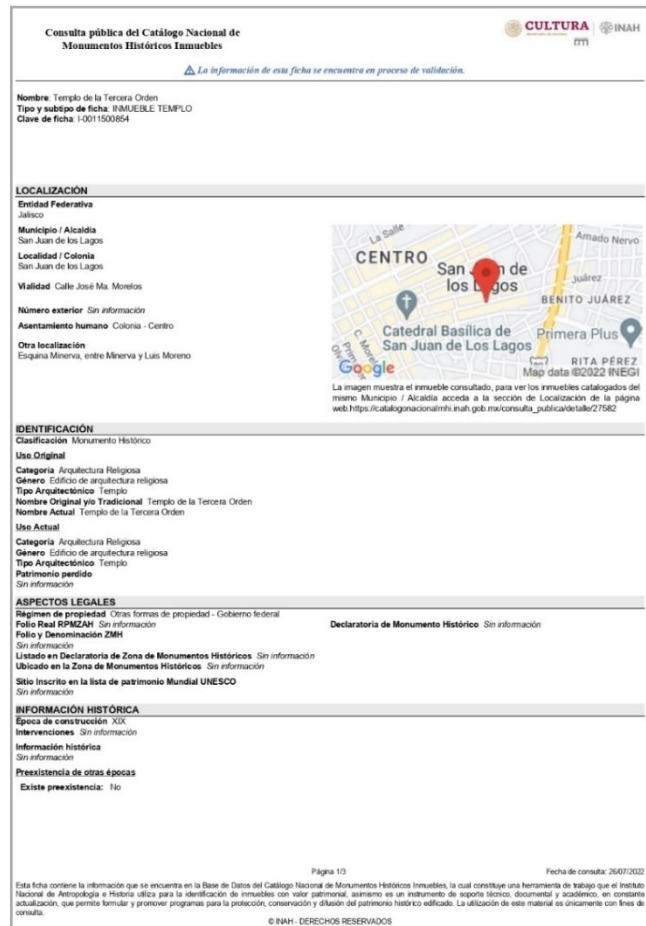 Consulta pública del Catálogo Nacional de
Monumentos Históricos Inmuebles
CULTURA
INAH
La información de esta ficha se encuentra en proceso de validación.
Nombre: Templo de la Tercera Orden
Tipo y subtipo de ficha: INMUEBLE TEMPLO
Clave de ficha: I-0011500854
LOCALIZACIÓN
Entidad Federativa
Jalisco
Municipio / Alcaldía
San Juan de los Lagos
Localidad / Colonia
San Juan de los Lagos
Vialidad Calle José Ma. Morelos
Número exterior Sin información
Asentamiento humano Colonia - Centro
Otra localización
Esquina Minerva, entre Minerva y Luis Moreno
La Salle
Amado Nervo
CENTRO
San Juan de
los Lagos
Juárez
BENITO JUÁREZ
Catedral Basílica de
San Juan de Los Lagos
Primera Plus
C. Morelos
RITA PÉREZ
Google
Map data ©2022 INEGI
La imagen muestra el inmueble consultado, para ver los inmuebles catalogados del
mismo Municipio / Alcaldía acceda a la sección de Localización de la página
web.https://catalogonacionalmhi.inah.gob.mx/consulta_publica/detalle/27582
IDENTIFICACIÓN
Clasificación Monumento Histórico
Uso Original
Categoría Arquitectura Religiosa
Género Edificio de arquitectura religiosa
Tipo Arquitectónico Templo
Nombre Original y/o Tradicional Templo de la Tercera Orden
Nombre Actual Templo de la Tercera Orden
Uso Actual
Categoría Arquitectura Religiosa
Género Edificio de arquitectura religiosa
Tipo Arquitectónico Templo
Patrimonio perdido
Sin información
ASPECTOS LEGALES
Régimen de propiedad Otras formas de propiedad - Gobierno federal
Folio Real RPMZAH Sin información
Declaratoria de Monumento Histórico Sin información
Folio y Denominación ZMH
Sin información
Listado en Declaratoria de Zona de Monumentos Históricos Sin información
Ubicado en la Zona de Monumentos Históricos Sin información
Sitio Inscrito en la lista de patrimonio Mundial UNESCO
Sin información
INFORMACIÓN HISTÓRICA
Época de construcción XIX
Intervenciones Sin información
Información histórica
Sin información
Preexistencia de otras épocas
Existe preexistencia: No
Página 1/3
Fecha de consulta: 26/07/2022
Esta ficha contiene la información que se encuentra en la Base de Datos del Catálogo Nacional de Monumentos Históricos Inmuebles, la cual constituye una herramienta de trabajo que el Instituto
Nacional de Antropología e Historia utiliza para la identificación de inmuebles con valor patrimonial, asimismo es un instrumento de soporte técnico, documental y académico, en constante
actualización, que permite formular y promover programas para la protección, conservación y difusión del patrimonio histórico edificado. La utilización de este material es únicamente con fines de
consulta.
© INAH - DERECHOS RESERVADOS